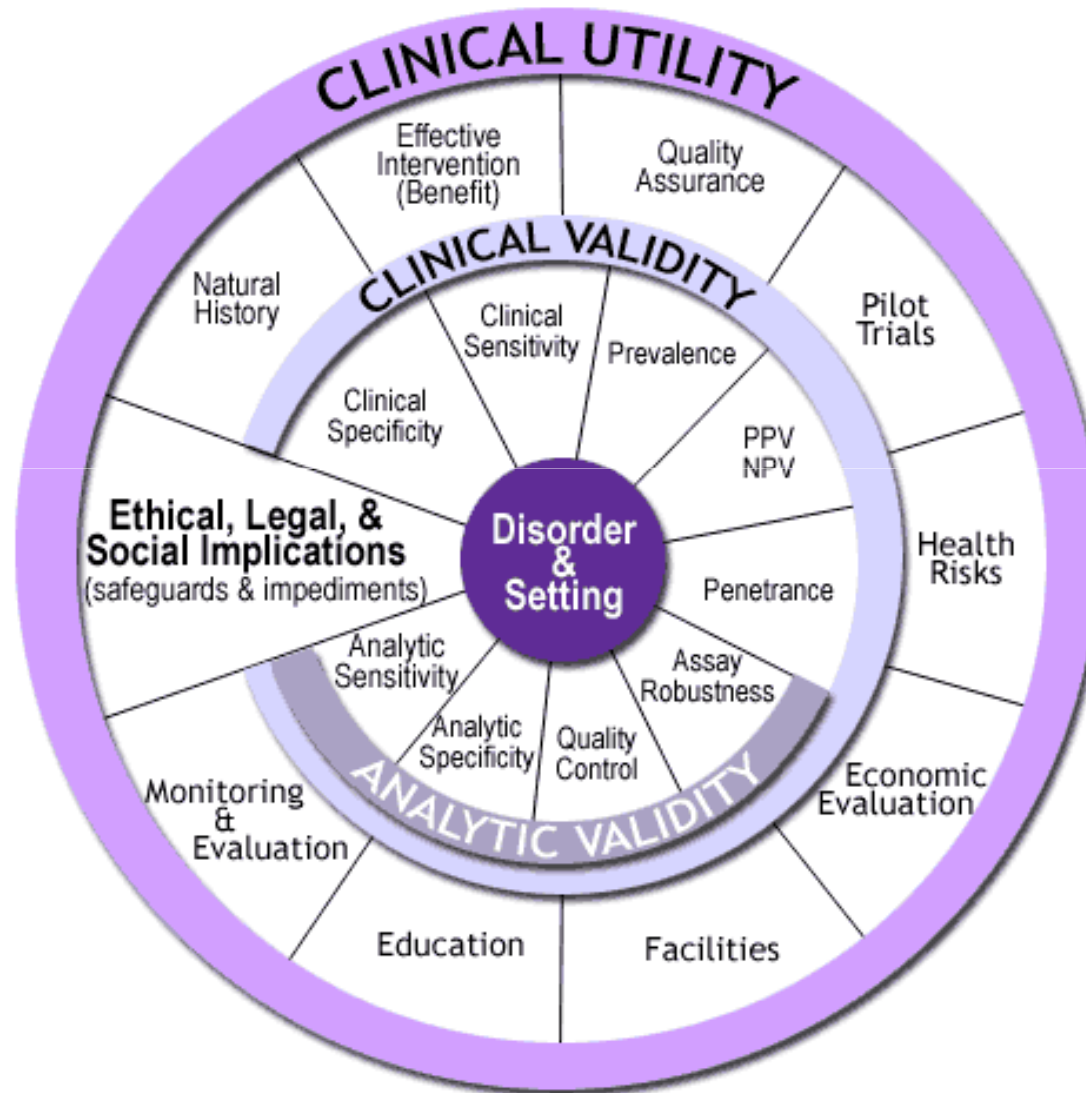 CLINICAL UTILITY
Effective
Intervention
(Benefit)
Quality
Assurance
Natural
History
Pilot
Trials
CLINICAL VALIDITY
Clinical
Sensitivity
Prevalence
Clinical
Specificity
PPV
NPV
Ethical, Legal, &
Social Implications
(safeguards & impediments)
Disorder
&
Setting
Health
Risks
Penetrance
Analytic
Sensitivity
Assay
Robustness
Analytic
Specificity
Quality
Control
ANALYTIC VALIDITY
Monitoring
&
Evaluation
Economic
Evaluation
Education
Facilities